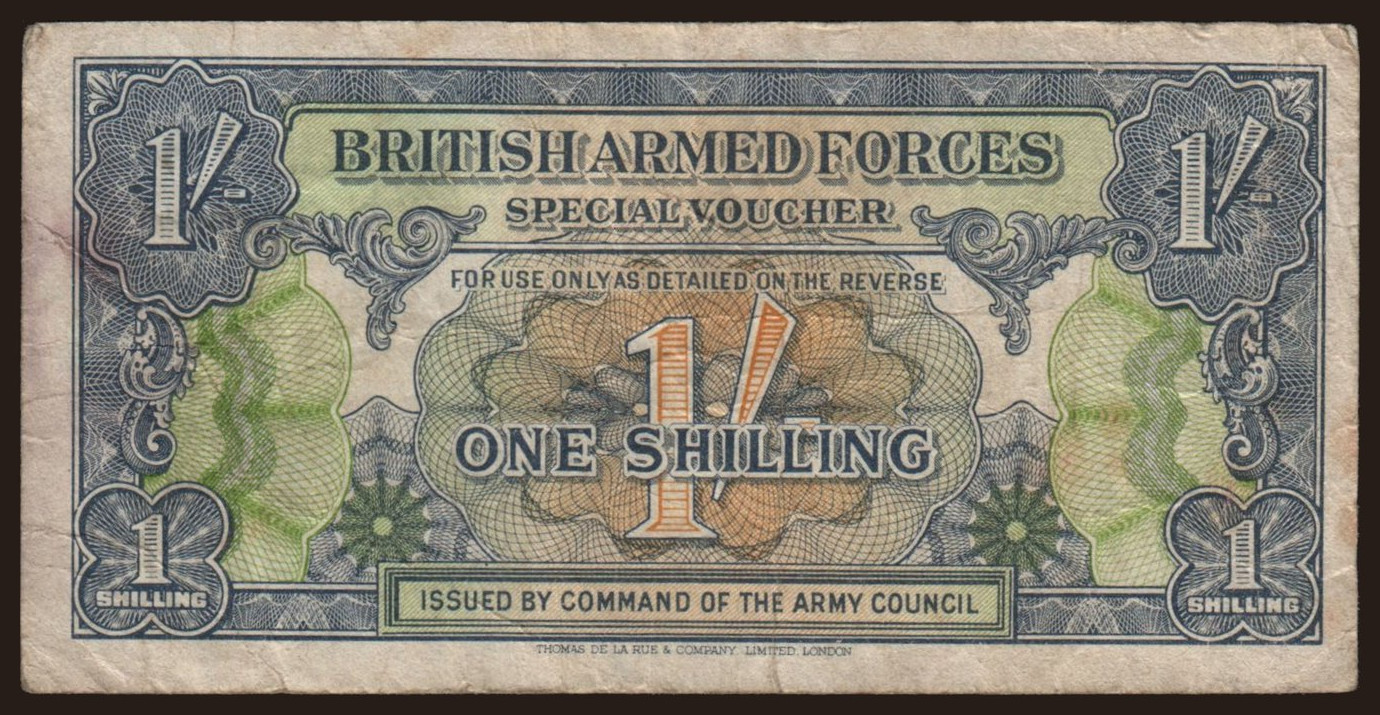 1/-
BRITISH ARMED FORCES
1/-
SPECIAL VOUCHER
FOR USE ONLY AS DETAILED ON THE REVERSE
1/-
ONE SHILLING
1
SHILLING
1
SHILLING
ISSUED BY COMMAND OF THE ARMY COUNCIL
THOMAS DE LA RUE & COMPANY, LIMITED, LONDON